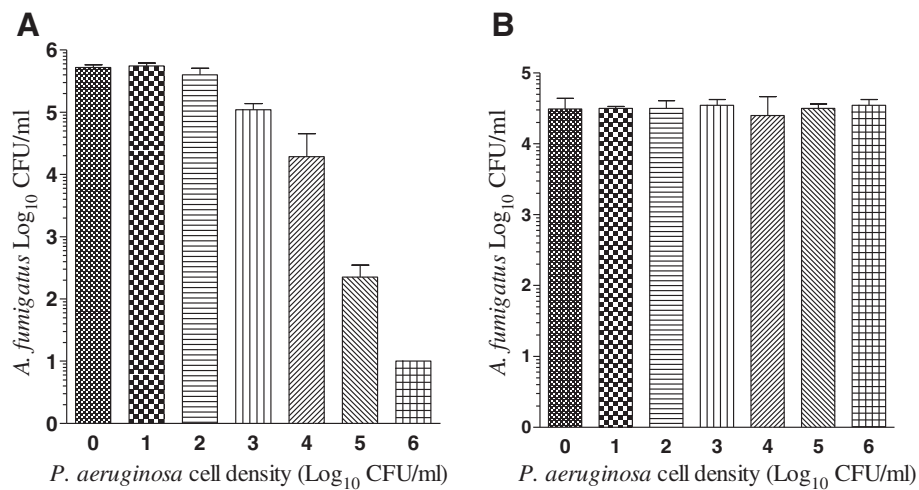 A
A. fumigatus Log10 CFU/ml
6
5
4
3
2
1
0
0 1 2 3 4 5 6
P. aeruginosa cell density (Log10 CFU/ml)
B
A. fumigatus Log10 CFU/ml
5
4
3
2
1
0
0 1 2 3 4 5 6
P. aeruginosa cell density (Log10 CFU/ml)